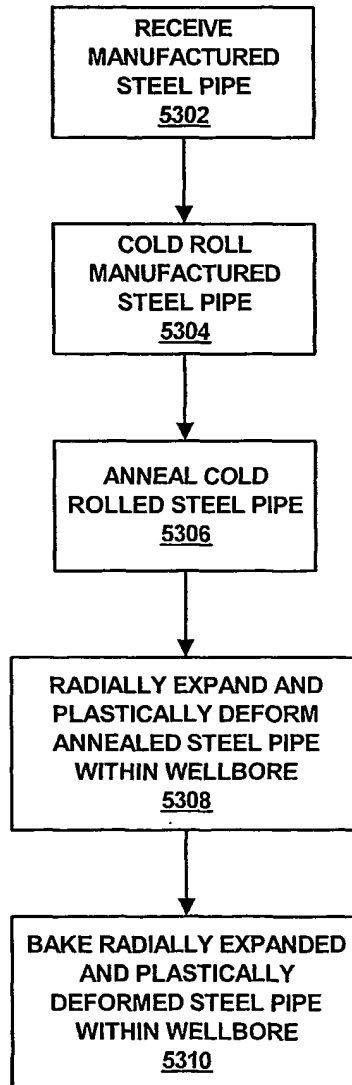 RECEIVE
MANUFACTURED
STEEL PIPE
5302
COLD ROLL
MANUFACTURED
STEEL PIPE
5304
ANNEAL COLD
ROLLED STEEL PIPE
5306
RADIALLY EXPAND AND
PLASTICALLY DEFORM
ANNEALED STEEL PIPE
WITHIN WELLBORE
5308
BAKE RADIALLY EXPANDED
AND PLASTICALLY
DEFORMED STEEL PIPE
WITHIN WELLBORE
5310